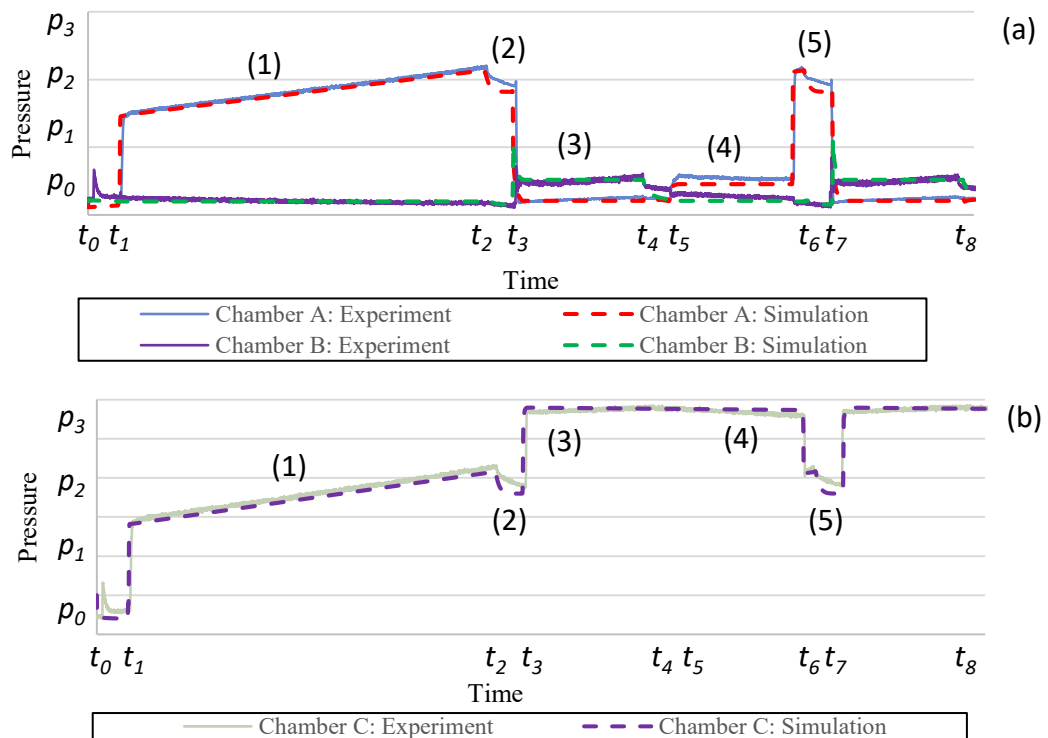 (a)
p3
p2
p1
p0
Pressure
(1)
(2)
(3)
(4)
(5)
t0 t1 t2 t3 t4 t5 t6 t7 t8
Time
Chamber A: Experiment Chamber A: Simulation
Chamber B: Experiment Chamber B: Simulation
(b)
p3
p2
p1
p0
Pressure
(1)
(2)
(3)
(4)
(5)
t0 t1 t2 t3 t4 t5 t6 t7 t8
Time
Chamber C: Experiment Chamber C: Simulation